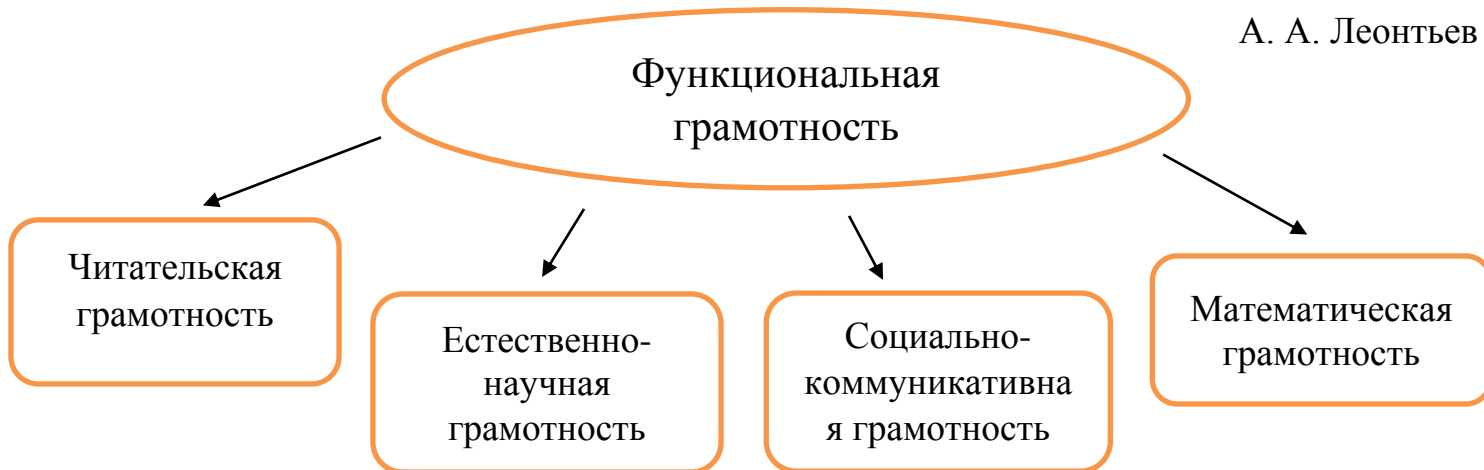 А. А. Леонтьев
Функциональная
грамотность
Читательская
грамотность
Естественно-
научная
грамотность
Социально-
коммуникативна
я грамотность
Математическая
грамотность